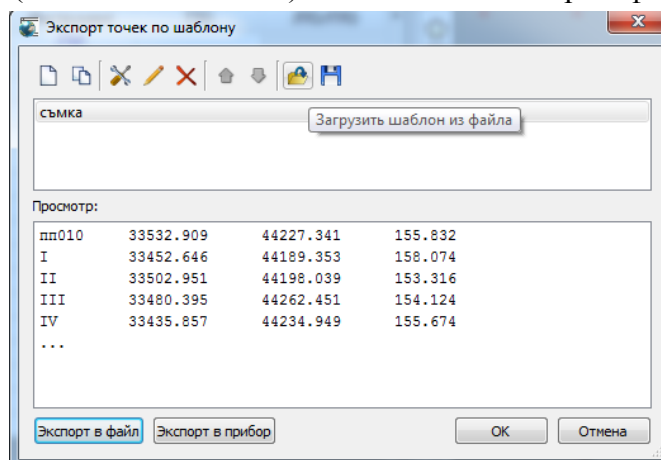 Экспорт точек по шаблону
съмка
Загрузить шаблон из файла
Просмотр:
пп010 33532.909 44227.341 155.832
I 33452.646 44189.353 158.074
II 33502.951 44198.039 153.316
III 33480.395 44262.451 154.124
IV 33435.857 44234.949 155.674
...
Экспорт в файл Экспорт в прибор OK Отмена